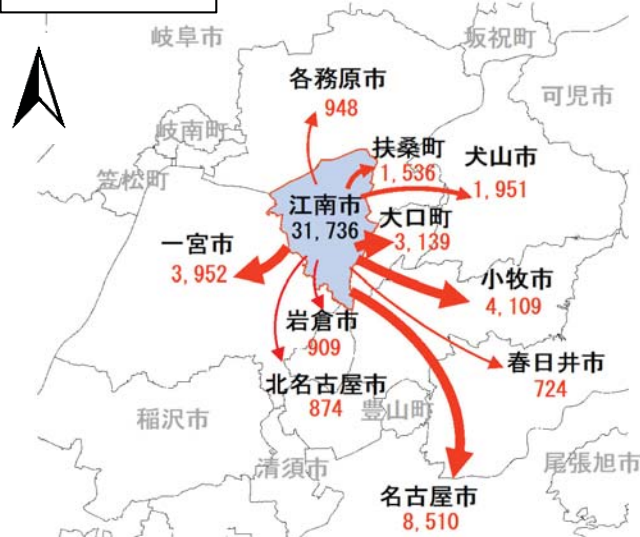 岐阜市
坂祝町
各務原市
948
可児市
岐南町
扶桑町
1,536
犬山市
1,951
笠松町
江南市
31,736
大口町
3,139
一宮市
3,952
小牧市
4,109
岩倉市
909
春日井市
724
北名古屋市
874
豊山町
稲沢市
清須市
尾張旭市
名古屋市
8,510